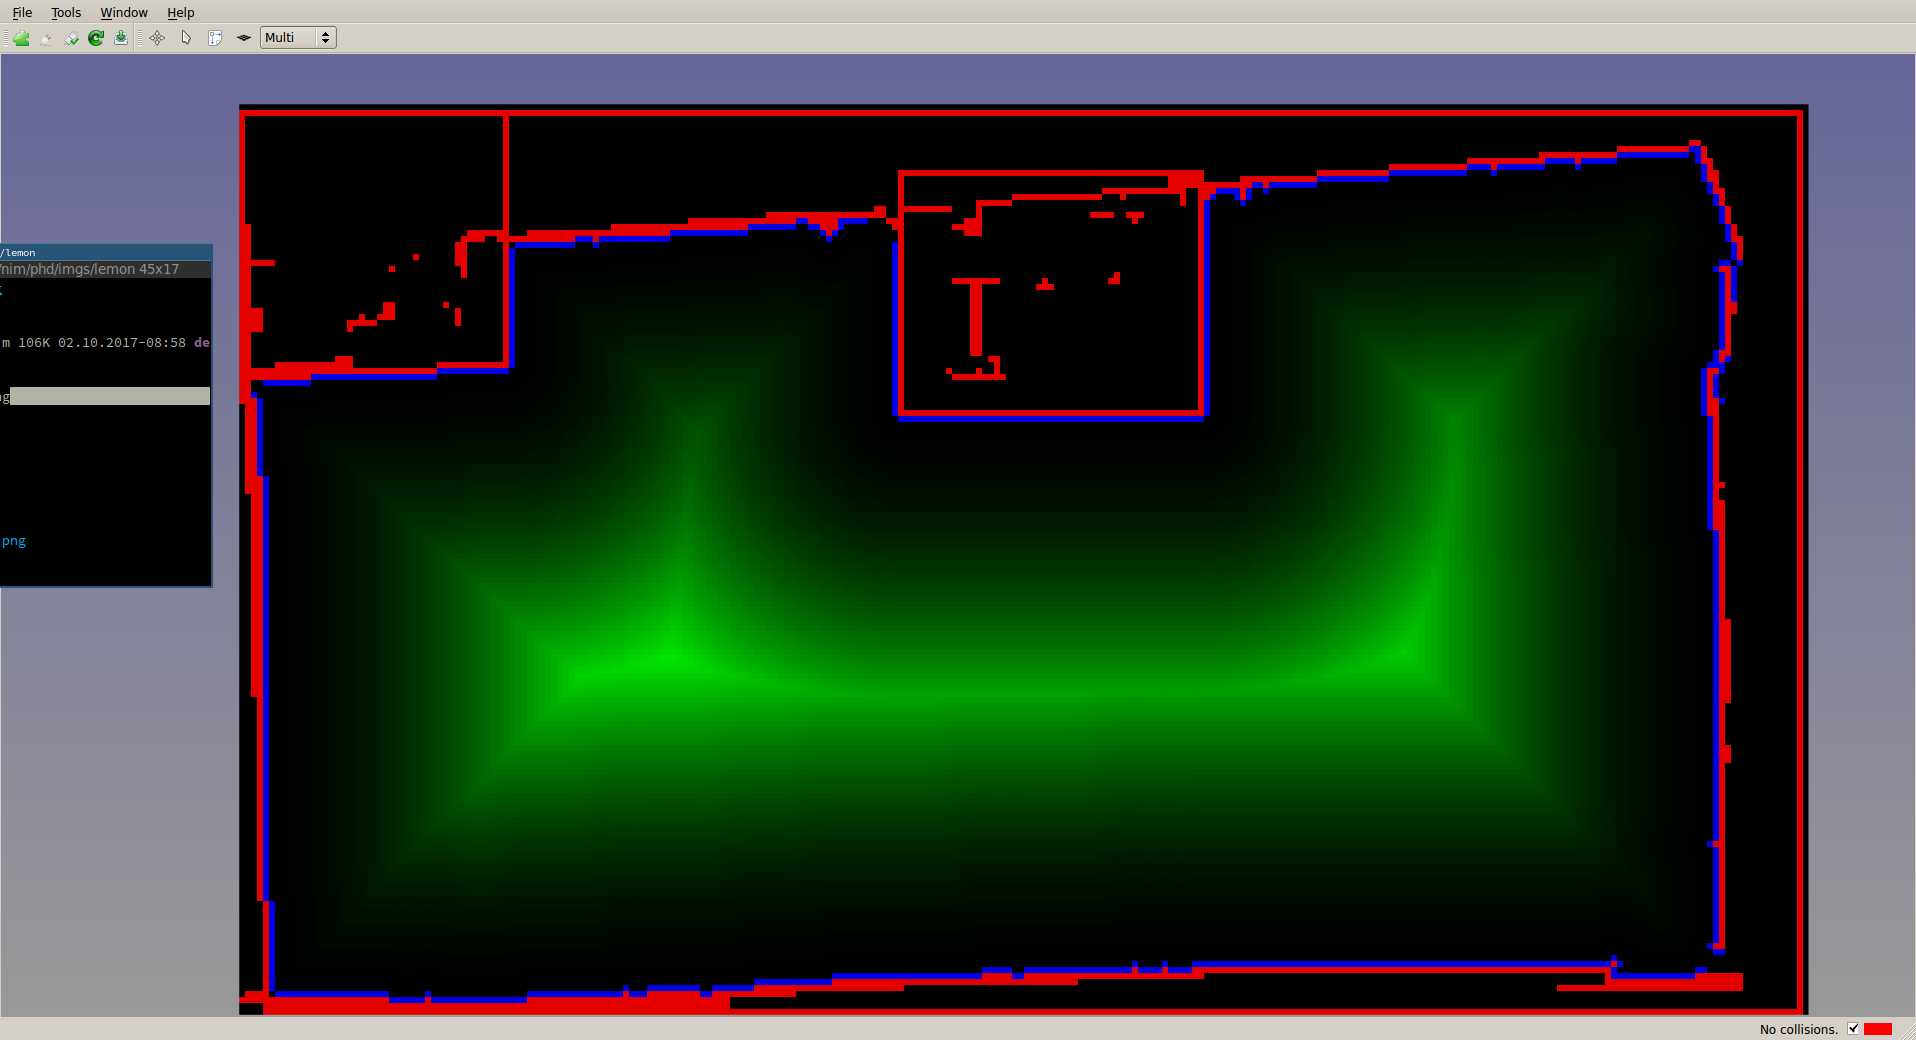 File Tools Window Help
Multi
/lemon
/nim/phd/imgs/lemon 45x17
m 106K 02.10.2017-08:58 de
png
No collisions.